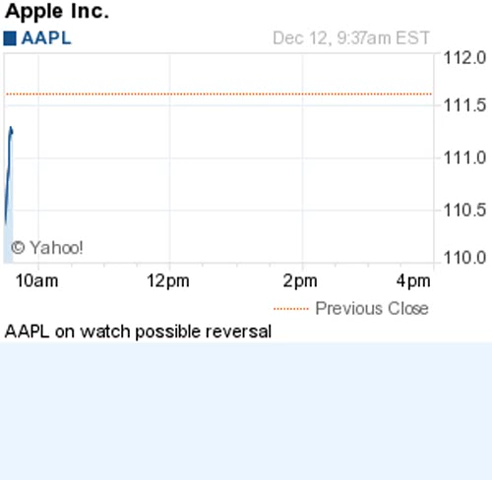 Apple Inc.
AAPL Dec 12, 9:37am EST
112.0
111.5
111.0
110.5
110.0
© Yahoo!
10am 12pm 2pm 4pm
Previous Close
AAPL on watch possible reversal